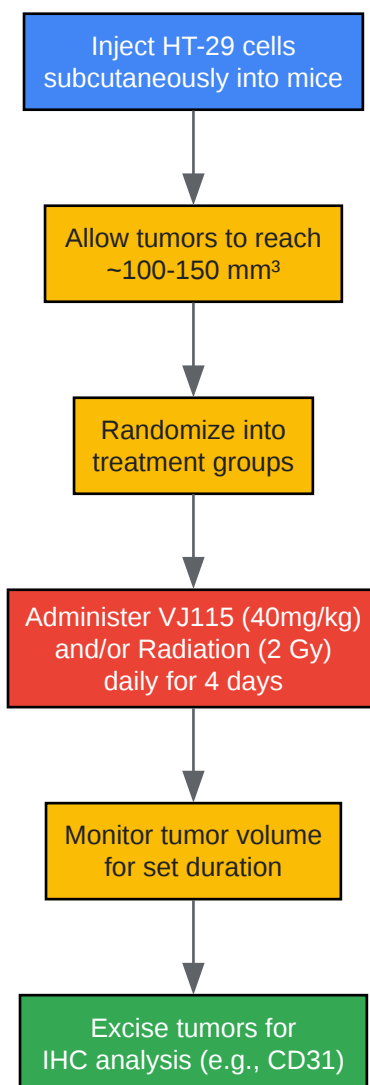 Inject HT-29 cells
subcutaneously into mice
Allow tumors to reach
~100-150 mm³
Randomize into
treatment groups
Administer VJ115 (40mg/kg)
and/or Radiation (2 Gy)
daily for 4 days
Monitor tumor volume
for set duration
Excise tumors for
IHC analysis (e.g., CD31)